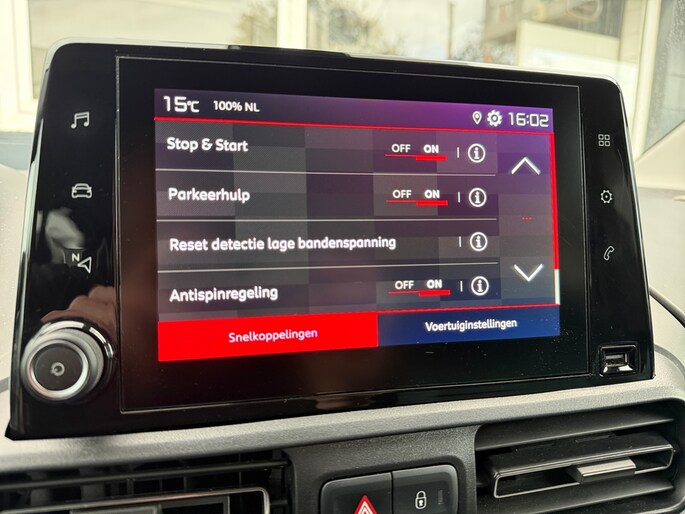 15°C 100% NL 16:02
Stop & Start OFF ON
Parkeerhulp OFF ON
Reset detectie lage bandenspanning
Antispinregeling OFF ON
Snelkoppelingen Voertuiginstellingen
N